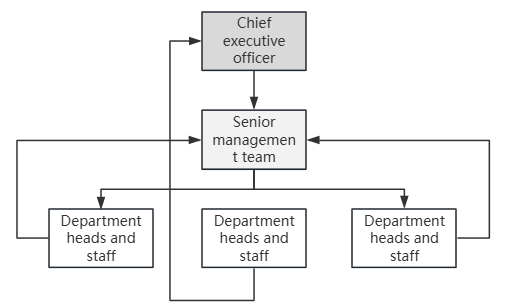 Chief
executive
officer
Senior
managemen
t team
Department
heads and
staff
Department
heads and
staff
Department
heads and
staff